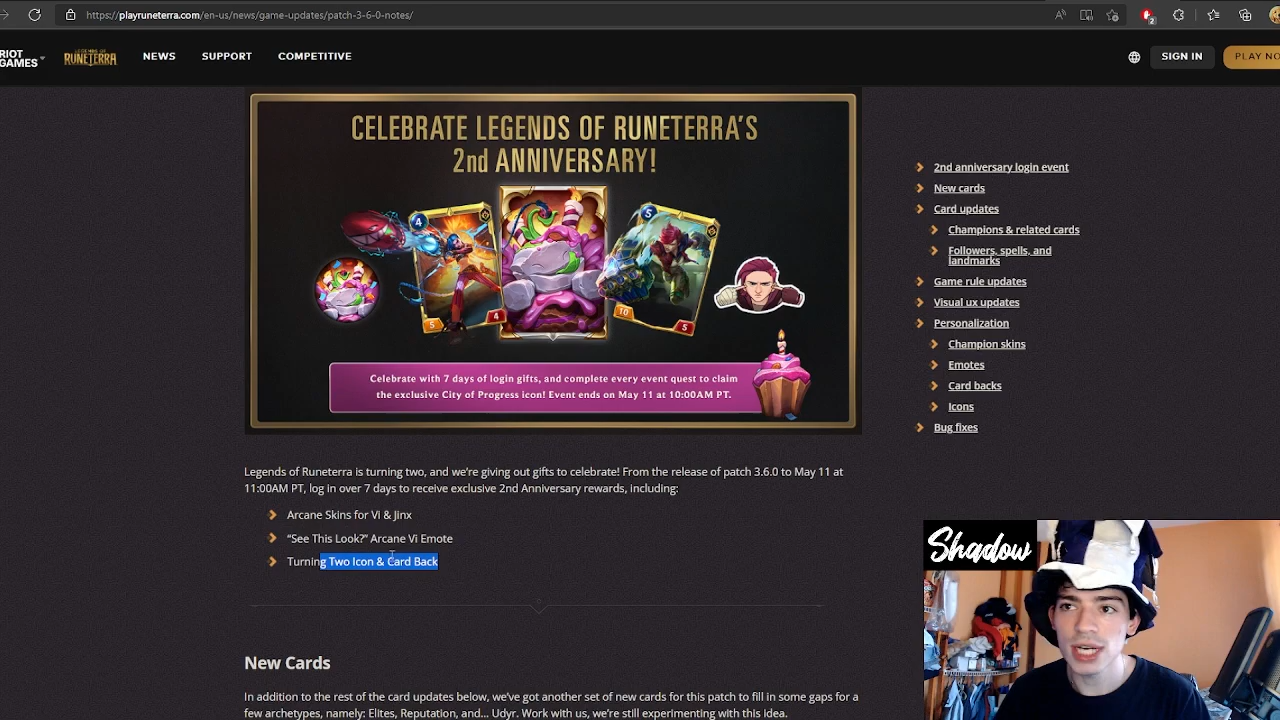 https://playruneterra.com/en-us/news/game-updates/patch-3-6-0-notes/
2
RIOT GAMES
LEGENDS OF RUNETERRA
NEWS
SUPPORT
COMPETITIVE
SIGN IN
PLAY NO
CELEBRATE LEGENDS OF RUNETERRA'S
2nd ANNIVERSARY!
4
5
4
5
10
5
Celebrate with 7 days of login gifts, and complete every event quest to claim
the exclusive City of Progress icon! Event ends on May 11 at 10:00AM PT.
2nd anniversary login event
New cards
Card updates
Champions & related cards
Followers, spells, and
landmarks
Game rule updates
Visual ux updates
Personalization
Champion skins
Emotes
Card backs
Icons
Bug fixes
Legends of Runeterra is turning two, and we're giving out gifts to celebrate! From the release of patch 3.6.0 to May 11 at
11:00AM PT, log in over 7 days to receive exclusive 2nd Anniversary rewards, including:
Arcane Skins for Vi & Jinx
“See This Look?” Arcane Vi Emote
Turning Two Icon & Card Back
New Cards
In addition to the rest of the card updates below, we've got another set of new cards for this patch to fill in some gaps for a
few archetypes, namely: Elites, Reputation, and... Udyr. Work with us, we're still experimenting with this idea.
Shadow